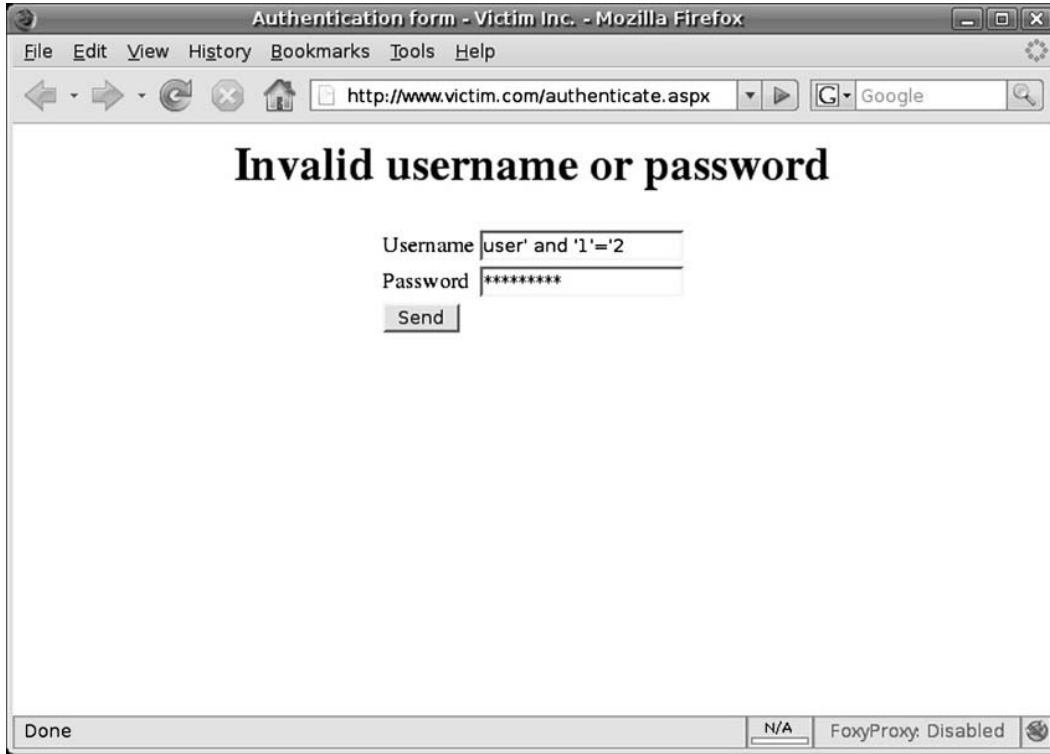 Authentication form - Victim Inc. - Mozilla Firefox
File Edit View History Bookmarks Tools Help
http://www.victim.com/authenticate.aspx G Google
Invalid username or password
Username user' and '1'='2
Password *********
Send
Done N/A FoxyProxy: Disabled